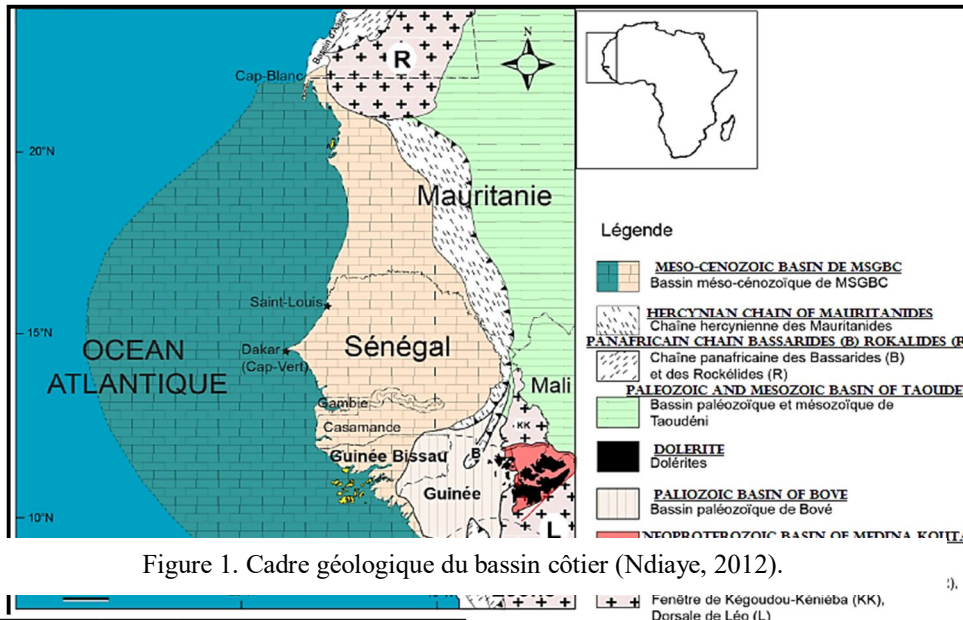 Bassin d'Aaiun
Cap-Blanc
R
N
20°N
Mauritanie
Saint-Louis
15°N
OCEAN
ATLANTIQUE
Dakar
(Cap-Vert)
Sénégal
Mali
Gambie
Casamance
KK
Guinée Bissau
B
Guinée
10°N
L
Légende
MESO-CENOZOIC BASIN DE MSGBC
Bassin méso-cénozoïque de MSGBC
HERCYNIAN CHAIN OF MAURITANIDES
Chaîne hercynienne des Mauritanides
PANAFRICAIN CHAIN BASSARIDES (B) ROKALIDES (R
Chaîne panafricaine des Bassarides (B)
et des Rockélides (R)
PALEOZOIC AND MESOZOIC BASIN OF TAOUDE
Bassin paléozoïque et mésozoïque de
Taoudéni
DOLERITE
Dolérites
PALIOZOIC BASIN OF BOVE
Bassin paléozoïque de Bové
NEOPROTEROZOIC BASIN OF MEDINA KOUTA
Figure 1. Cadre géologique du bassin côtier (Ndiaye, 2012).
Fenêtre de Kégoudou-Kéniéba (KK),
Dorsale de Léo (L)